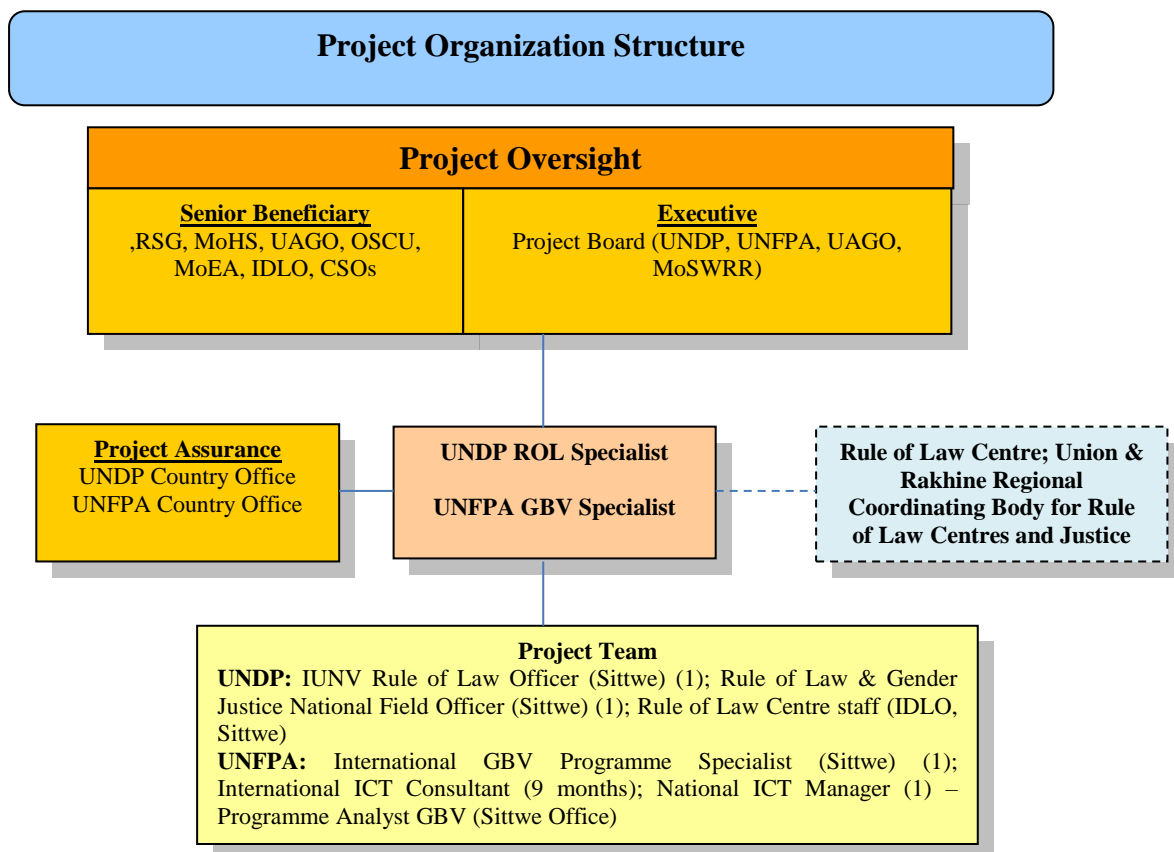 Project Organization Structure
Project Oversight
Senior Beneficiary
,RSG, MoHS, UAGO, OSCU,
MoEA, IDLO, CSOs
Executive
Project Board (UNDP, UNFPA, UAGO,
MoSWRR)
Project Assurance
UNDP Country Office
UNFPA Country Office
UNDP ROL Specialist
UNFPA GBV Specialist
Rule of Law Centre; Union &
Rakhine Regional
Coordinating Body for Rule
of Law Centres and Justice
Project Team
UNDP: IUNV Rule of Law Officer (Sittwe) (1); Rule of Law & Gender
Justice National Field Officer (Sittwe) (1); Rule of Law Centre staff (IDLO,
Sittwe)
UNFPA: International GBV Programme Specialist (Sittwe) (1);
International ICT Consultant (9 months); National ICT Manager (1) –
Programme Analyst GBV (Sittwe Office)